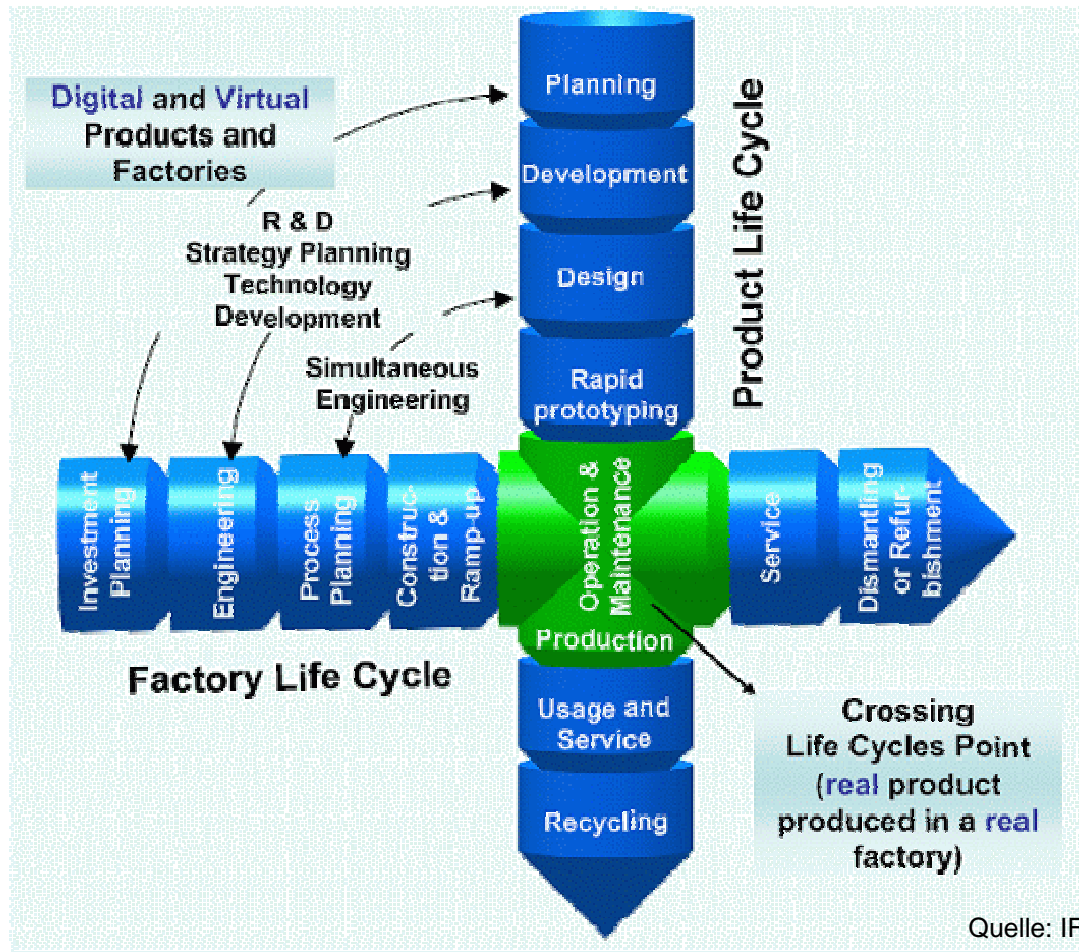 Digital and Virtual
Products and
Factories
R & D
Strategy Planning
Technology
Development
Simultaneous
Engineering
Planning
Development
Design
Rapid
prototyping
Product Life Cycle
Investment
Planning
Engineering
Process
Planning
Construc-
tion &
Ramp-up
Operation &
Maintenance
Production
Service
Dismantling
or Refur-
bishment
Factory Life Cycle
Usage and
Service
Recycling
Crossing
Life Cycles Point
(real product
produced in a real
factory)
Quelle: